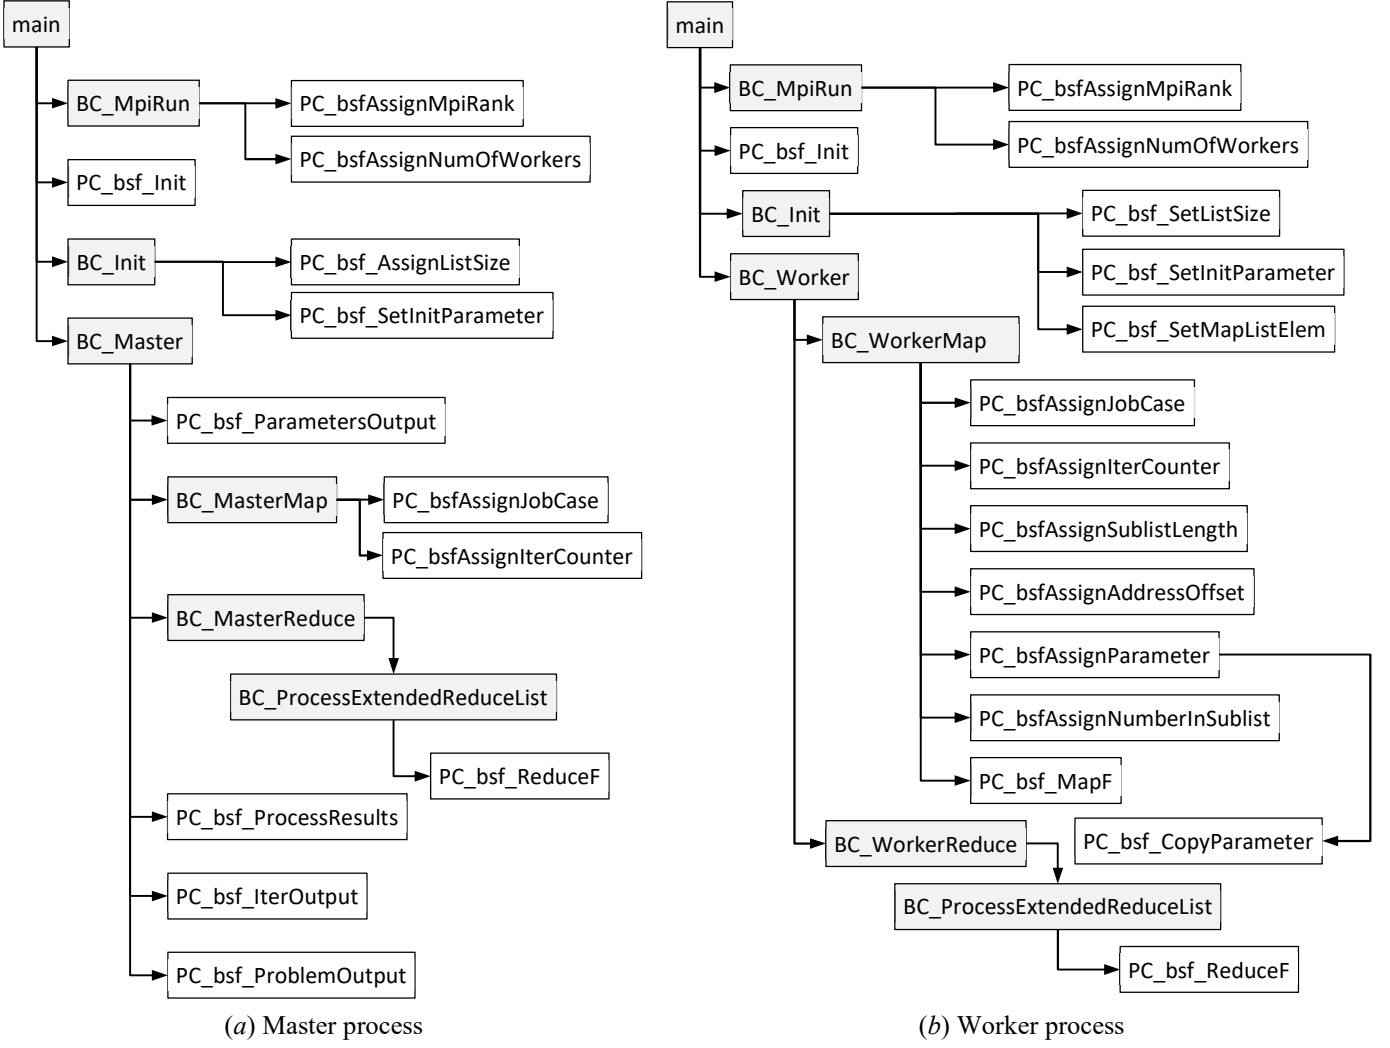 main
BC_MpiRun
PC_bsfAssignMpiRank
PC_bsfAssignNumOfWorkers
PC_bsf_Init
BC_Init
PC_bsf_AssignListSize
PC_bsf_SetInitParameter
BC_Master
PC_bsf_ParametersOutput
BC_MasterMap
PC_bsfAssignJobCase
PC_bsfAssignIterCounter
BC_MasterReduce
BC_ProcessExtendedReduceList
PC_bsf_ReduceF
PC_bsf_ProcessResults
PC_bsf_IterOutput
PC_bsf_ProblemOutput
(a) Master process
main
BC_MpiRun
PC_bsfAssignMpiRank
PC_bsfAssignNumOfWorkers
PC_bsf_Init
BC_Init
PC_bsf_SetListSize
PC_bsf_SetInitParameter
PC_bsf_SetMapListElem
BC_Worker
BC_WorkerMap
PC_bsfAssignJobCase
PC_bsfAssignIterCounter
PC_bsfAssignSublistLength
PC_bsfAssignAddressOffset
PC_bsfAssignParameter
PC_bsfAssignNumberInSublist
PC_bsf_MapF
PC_bsf_CopyParameter
BC_WorkerReduce
BC_ProcessExtendedReduceList
PC_bsf_ReduceF
(b) Worker process